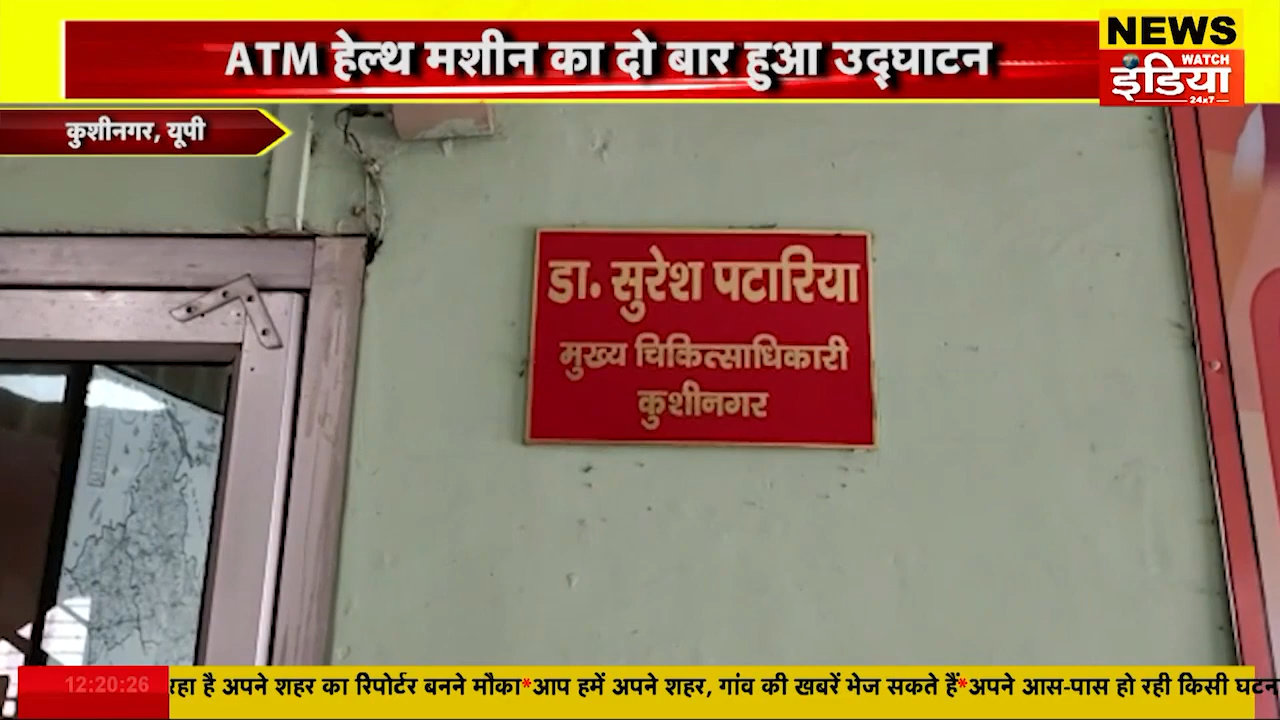 ATM हेल्थ मशीन का दो बार हुआ उद्घाटन
NEWS
WATCH
इंडिया
24x7
कुशीनगर, यूपी
डा. सुरेश पटारिया
मुख्य चिकित्साधिकारी
कुशीनगर
12:20:26
रहा है अपने शहर का रिपोर्टर बनने मौका*आप हमें अपने शहर, गांव की खबरें भेज सकते हैं*अपने आस-पास हो रही किसी